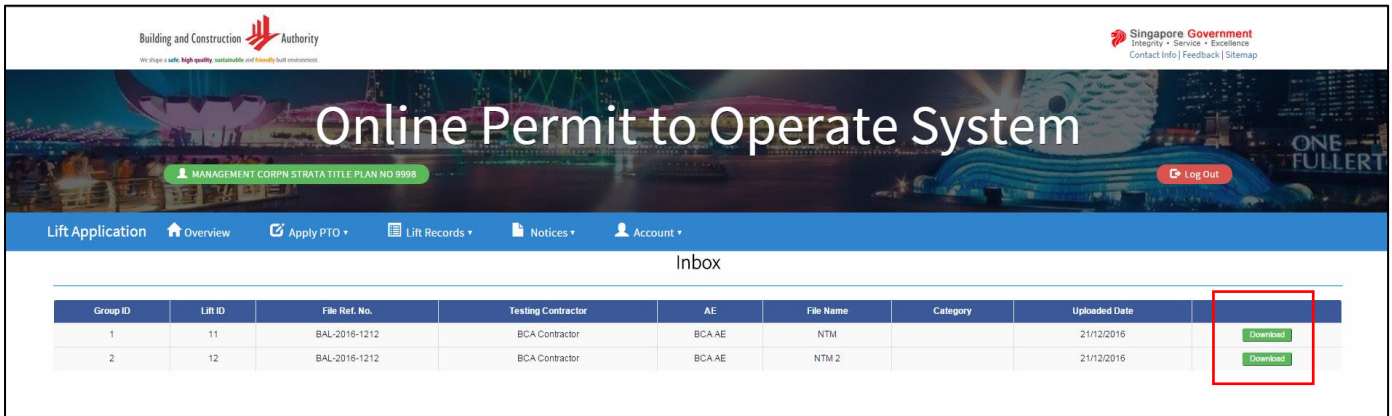 Building and Construction Authority
We shape a safe, high quality, sustainable and friendly built environment.
Singapore Government
Integrity • Service • Excellence
Contact Info | Feedback | Sitemap
Online Permit to Operate System
ONE
FULLERT
MANAGEMENT CORPN STRATA TITLE PLAN NO 9998
Log Out
Lift Application Overview Apply PTO Lift Records Notices Account
Inbox
Group ID Lift ID File Ref. No. Testing Contractor AE File Name Category Uploaded Date
1 11 BAL-2016-1212 BCA Contractor BCA AE NTM 21/12/2016 Download
2 12 BAL-2016-1212 BCA Contractor BCA AE NTM 2 21/12/2016 Download